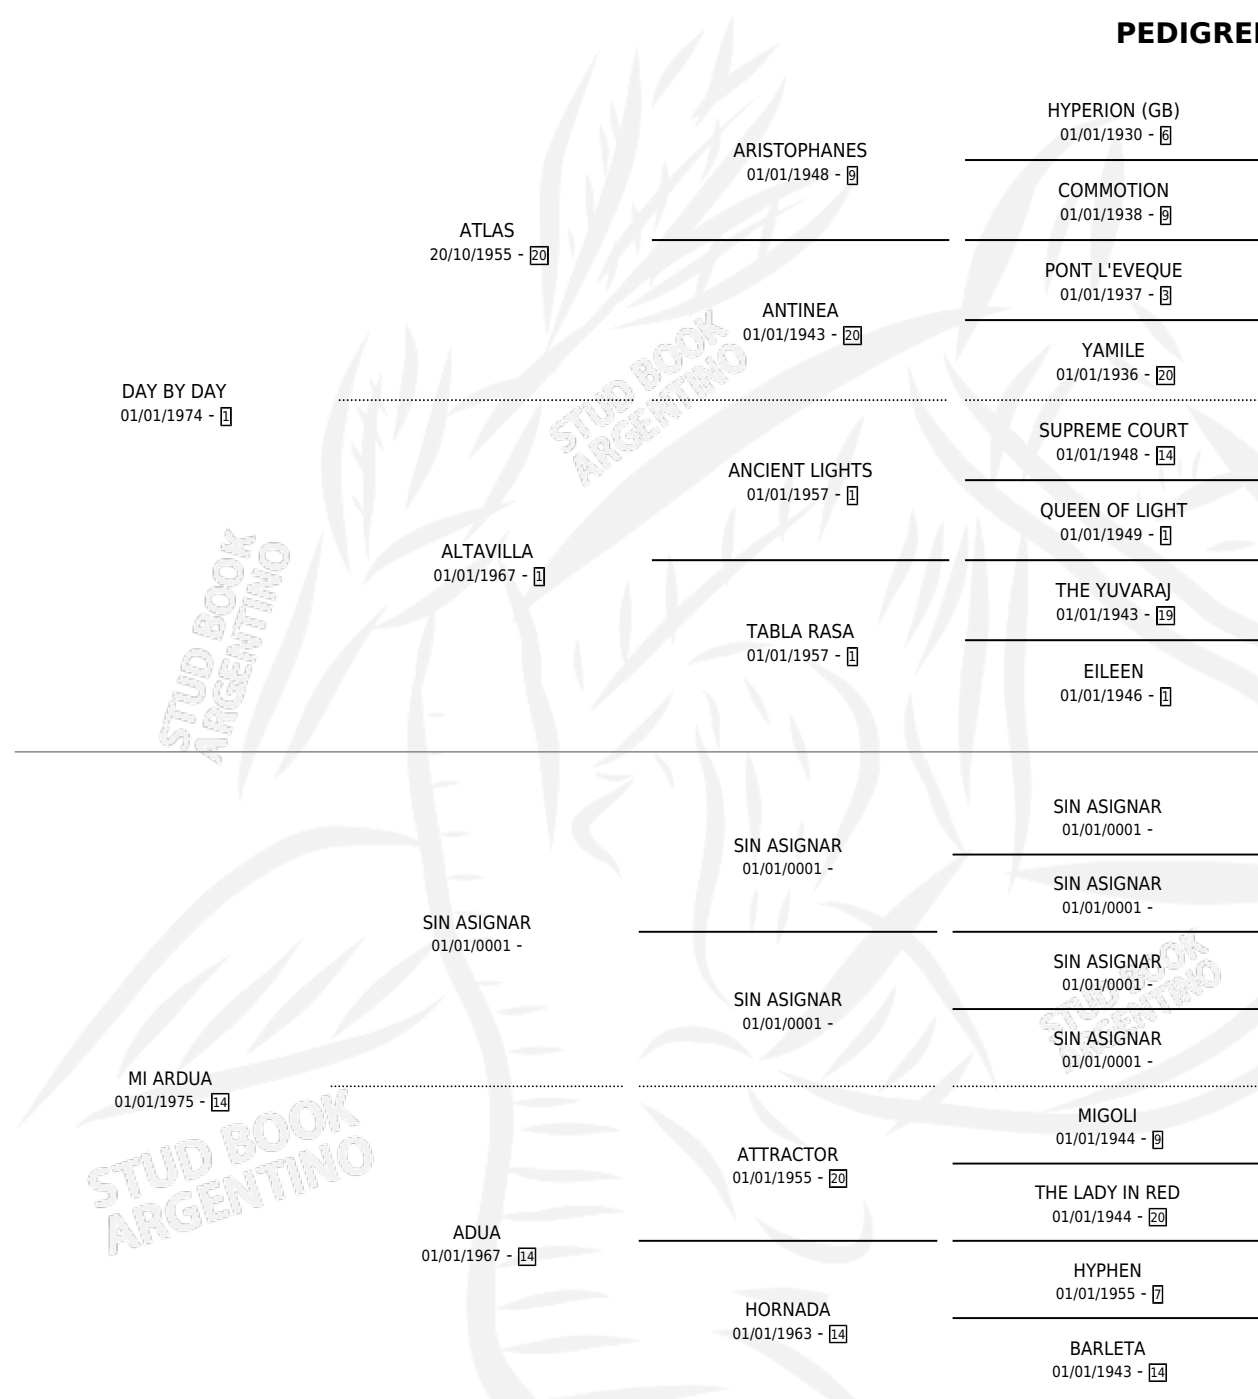 PEDIGREE
HYPERION (GB)
01/01/1930 - 6
ARISTOPHANES
01/01/1948 - 9
COMMOTION
01/01/1938 - 9
ATLAS
20/10/1955 - 20
PONT L'EVEQUE
01/01/1937 - 3
ANTINEA
01/01/1943 - 20
YAMILE
01/01/1936 - 20
DAY BY DAY
01/01/1974 - 1
SUPREME COURT
01/01/1948 - 14
ANCIENT LIGHTS
01/01/1957 - 1
QUEEN OF LIGHT
01/01/1949 - 1
ALTAVILLA
01/01/1967 - 1
THE YUVARAJ
01/01/1943 - 19
TABLA RASA
01/01/1957 - 1
EILEEN
01/01/1946 - 1
STUD BOOK
ARGENTINO
STUD BOOK
ARGENTINO
SIN ASIGNAR
01/01/0001 -
SIN ASIGNAR
01/01/0001 -
SIN ASIGNAR
01/01/0001 -
SIN ASIGNAR
01/01/0001 -
SIN ASIGNAR
01/01/0001 -
SIN ASIGNAR
01/01/0001 -
SIN ASIGNAR
01/01/0001 -
MI ARDUA
01/01/1975 - 14
MIGOLI
01/01/1944 - 9
ATTRACTOR
01/01/1955 - 20
THE LADY IN RED
01/01/1944 - 20
ADUA
01/01/1967 - 14
HYPHEN
01/01/1955 - 7
HORNADA
01/01/1963 - 14
BARLETA
01/01/1943 - 14
STUD BOOK
ARGENTINO
STUD BOOK
ARGENTINO